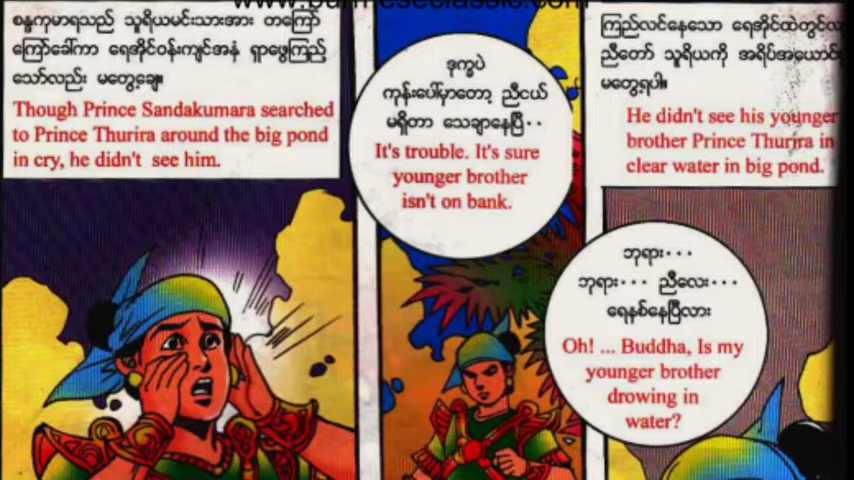 www.burmeseclassic.com
စန္ဒကုမာရသည် သူရိယမင်းသားအား တကြော်
ကြော်ခေါ်ကာ ရေအိုင်ဝန်းကျင်အနှံ ရှာဖွေကြည့်
သော်လည်း မတွေ့ချေ။
Though Prince Sandakumara searched
to Prince Thurira around the big pond
in cry, he didn't see him.
ဒုက္ခပဲ
ကုန်းပေါ်မှာတော့ ညီငယ်
မရှိတာ သေချာနေပြီ··
It's trouble. It's sure
younger brother
isn't on bank.
ကြည်လင်နေသော ရေအိုင်ထဲတွင်လ
ညီတော် သူရိယကို အရိပ်အယောင်
မတွေ့ရပါ။
He didn't see his younger
brother Prince Thurira in
clear water in big pond.
ဘုရား···
ဘုရား··· ညီလေး···
ရေနစ်နေပြီလား
Oh! ... Buddha, Is my
younger brother
drowing in
water?